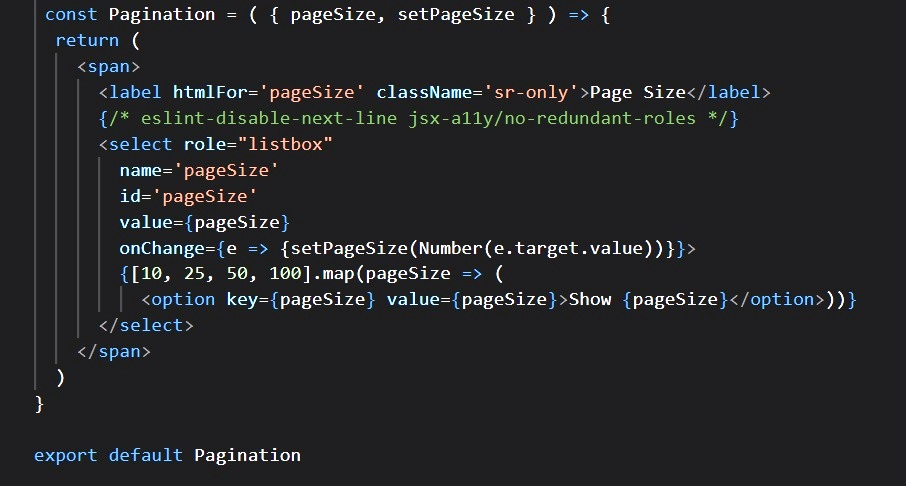 const Pagination = ( { pageSize, setPageSize } ) => {
return (
<span>
<label htmlFor='pageSize' className='sr-only'>Page Size</label>
{/* eslint-disable-next-line jsx-a11y/no-redundant-roles */}
<select role="listbox"
name='pageSize'
id='pageSize'
value={pageSize}
onChange={e => {setPageSize(Number(e.target.value))}}>
{[10, 25, 50, 100].map(pageSize => (
<option key={pageSize} value={pageSize}>Show {pageSize}</option>))}
</select>
</span>
)
}
export default Pagination